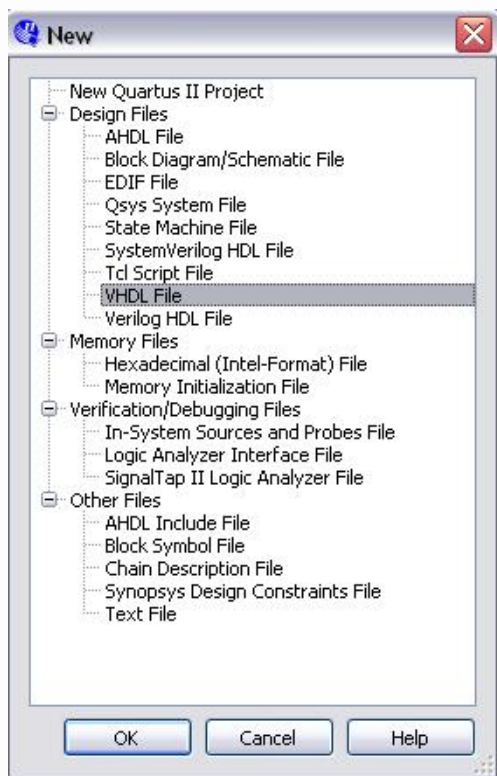 New
New Quartus II Project
Design Files
AHDL File
Block Diagram/Schematic File
EDIF File
Qsys System File
State Machine File
SystemVerilog HDL File
Tcl Script File
VHDL File
Verilog HDL File
Memory Files
Hexadecimal (Intel-Format) File
Memory Initialization File
Verification/Debugging Files
In-System Sources and Probes File
Logic Analyzer Interface File
SignalTap II Logic Analyzer File
Other Files
AHDL Include File
Block Symbol File
Chain Description File
Synopsys Design Constraints File
Text File
OK Cancel Help